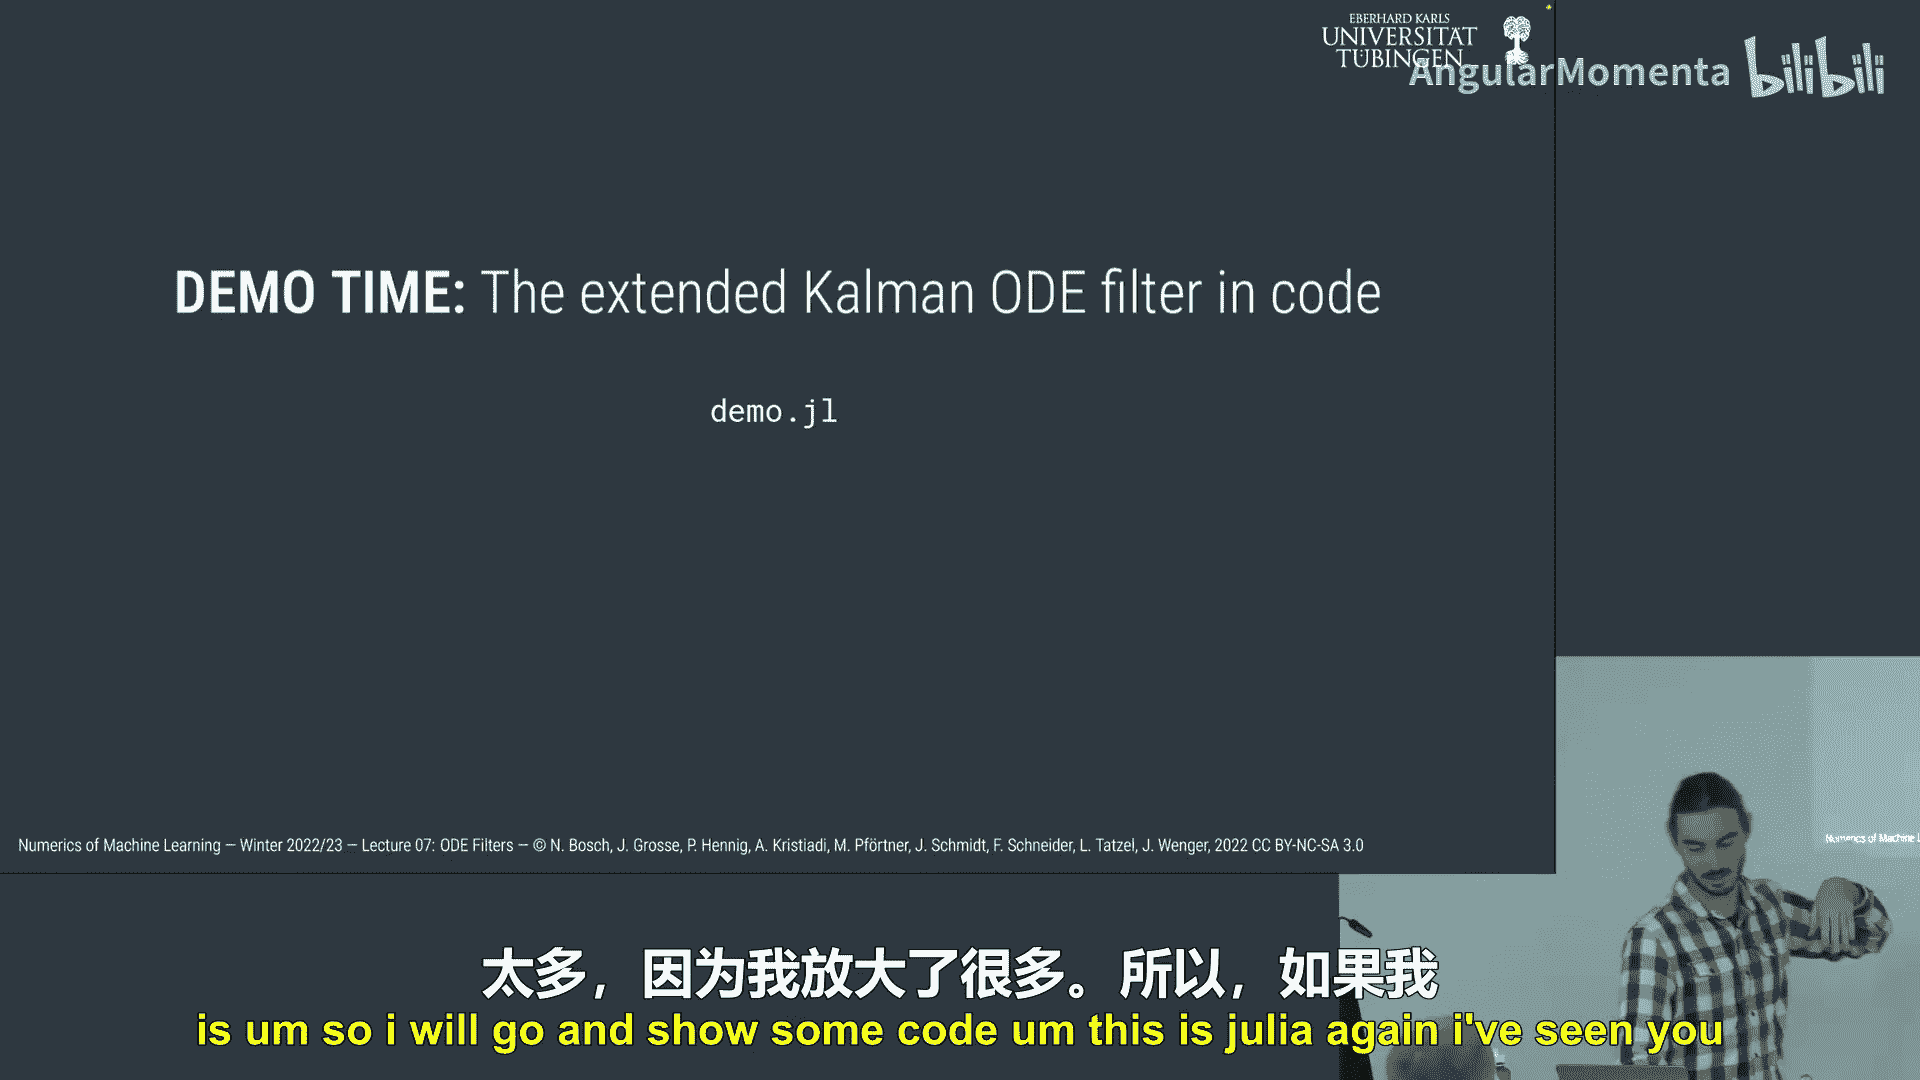 EBERHARD KARLS
UNIVERSITÄT
TÜBINGEN
AngularMomenta
bilibili
DEMO TIME: The extended Kalman ODE filter in code
demo.jl
Numerics of Machine Learning — Winter 2022/23 — Lecture 07: ODE Filters — © N. Bosch, J. Grosse, P. Hennig, A. Kristiadi, M. Pförtner, J. Schmidt, F. Schneider, L. Tatzel, J. Wenger, 2022 CC BY-NC-SA 3.0
Numerics of Machine L
太多，因为我放大了很多。所以，如果我
is um so i will go and show some code um this is julia again i've seen you